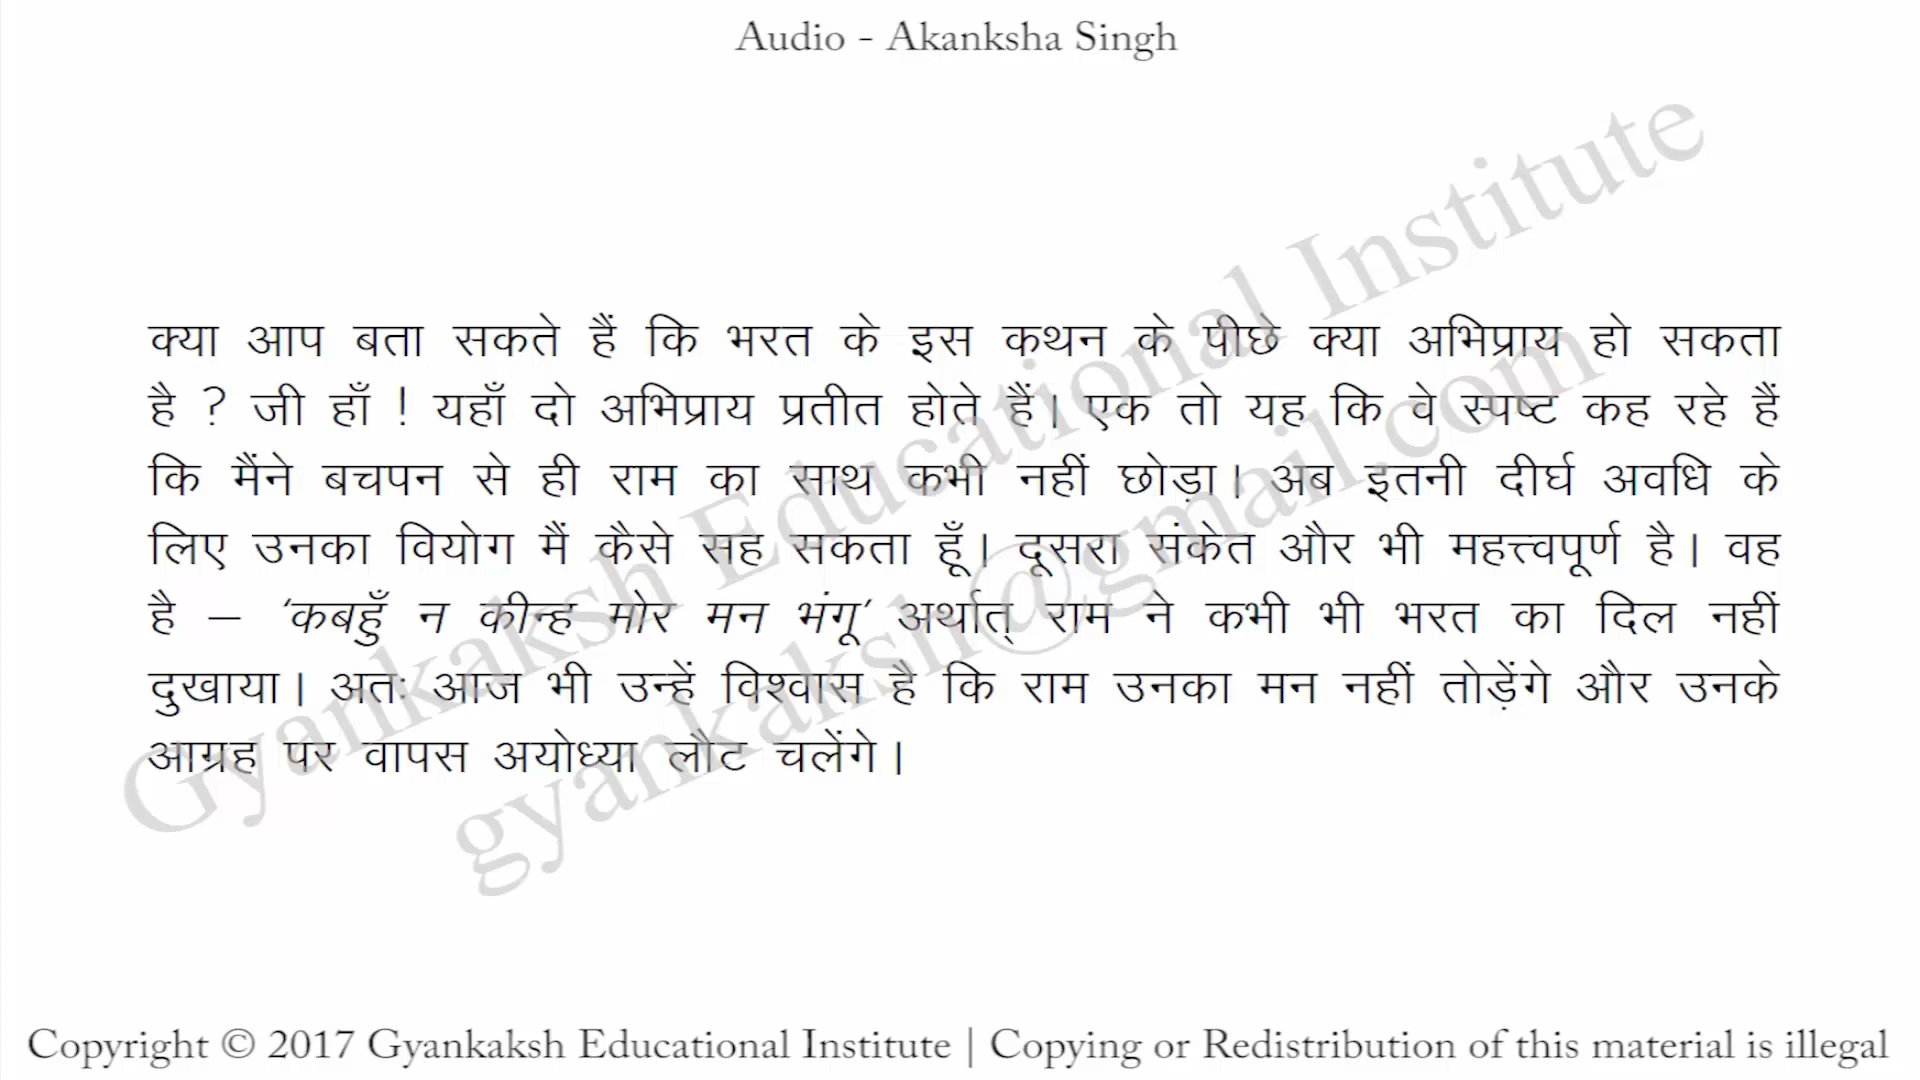 Audio - Akanksha Singh
क्या आप बता सकते हैं कि भरत के इस कथन के पीछे क्या अभिप्राय हो सकता
है ? जी हाँ ! यहाँ दो अभिप्राय प्रतीत होते हैं। एक तो यह कि वे स्पष्ट कह रहे हैं
कि मैंने बचपन से ही राम का साथ कभी नहीं छोड़ा। अब इतनी दीर्घ अवधि के
लिए उनका वियोग मैं कैसे सह सकता हूँ। दूसरा संकेत और भी महत्त्वपूर्ण है। वह
है – ‘कबहुँ न कीन्ह मोर मन भंगू’ अर्थात् राम ने कभी भी भरत का दिल नहीं
दुखाया। अतः आज भी उन्हें विश्वास है कि राम उनका मन नहीं तोड़ेंगे और उनके
आग्रह पर वापस अयोध्या लौट चलेंगे।
Gyankaksh Educational Institute
gyankaksh@gmail.com
Copyright © 2017 Gyankaksh Educational Institute | Copying or Redistribution of this material is illegal